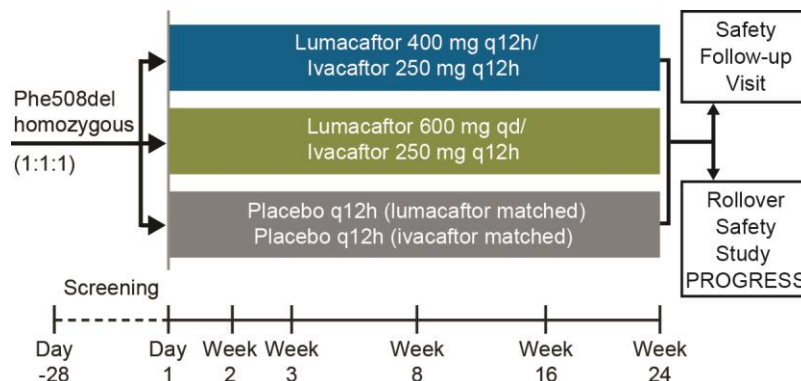 Phe508del
homozygous
(1:1:1)
Lumacaftor 400 mg q12h/
Ivacaftor 250 mg q12h
Lumacaftor 600 mg qd/
Ivacaftor 250 mg q12h
Placebo q12h (lumacaftor matched)
Placebo q12h (ivacaftor matched)
Safety
Follow-up
Visit
Rollover
Safety
Study
PROGRESS
Screening
Day
-28
Day
1
Week
2
Week
3
Week
8
Week
16
Week
24